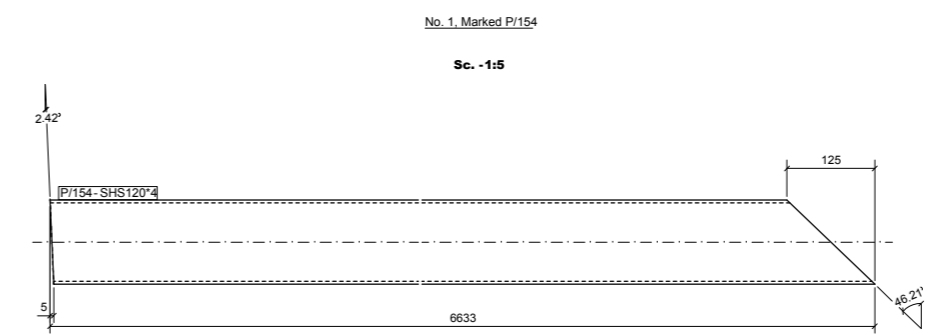 No. 1, Marked P/154
Sc. -1:5
2.42°
125
P/154 - SHS120*4
46.21°
5
6633